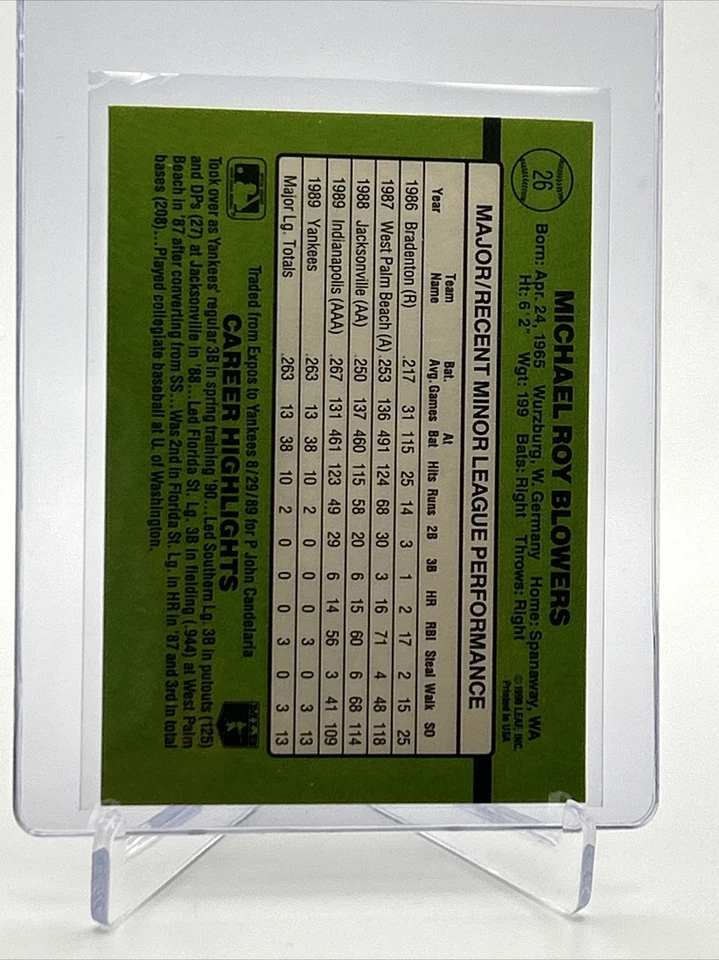 26
MICHAEL ROY BLOWERS
Born: Apr. 24, 1965 Wurzburg, W. Germany Home: Spanaway, WA
Ht: 6' 2" Wgt: 199 Bats: Right Throws: Right
© 1990 LEAF, INC.
Printed in USA
MAJOR/RECENT MINOR LEAGUE PERFORMANCE
Year Team Name Bat. Avg. Games At Bat Hits Runs 2B 3B HR RBI Steal Walk SO
1986 Bradenton (R) .217 31 115 25 14 3 1 2 17 2 15 25
1987 West Palm Beach (A) .253 136 491 124 68 30 3 16 71 4 48 118
1988 Jacksonville (AA) .250 137 460 115 58 20 6 15 60 6 68 114
1989 Indianapolis (AAA) .267 131 461 123 49 29 6 14 56 3 41 109
1989 Yankees .263 13 38 10 2 0 0 0 3 0 3 13
Major Lg. Totals .263 13 38 10 2 0 0 0 3 0 3 13
Traded from Expos to Yankees 8/29/89 for P John Candelaria
CAREER HIGHLIGHTS
Took over as Yankees' regular 3B in spring training '90...Led Southern Lg. 3B in putouts (125)
and DPs (27) at Jacksonville in '88...Led Florida St. Lg. 3B in fielding (.944) at West Palm
Beach in '87 after converting from SS...Was 2nd in Florida St. Lg. in HR in '87 and 3rd in total
bases (208)...Played collegiate baseball at U. of Washington.